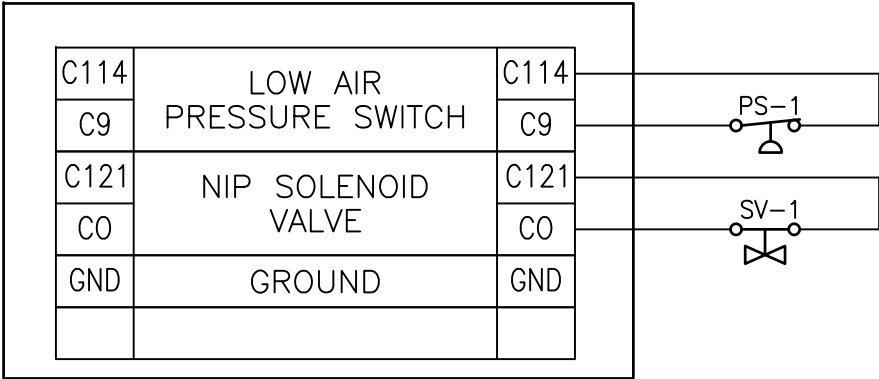 C114 LOW AIR C114
PRESSURE SWITCH
C9 C9
PS-1
C121 NIP SOLENOID C121
VALVE
CO CO
SV-1
GND GROUND GND